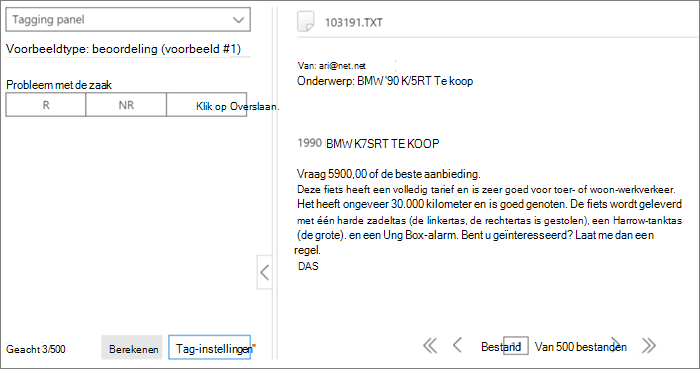 Tagging panel
Voorbeeldtype: beoordeling (voorbeeld #1)
Probleem met de zaak
R NR Klik op Overslaan.
Geacht 3/500 Berekenen Tag-instellingen"
103191.TXT
Van: ari@net.net
Onderwerp: BMW '90 K/5RT Te koop
1990 BMW K7SRT TE KOOP
Vraag 5900,00 of de beste aanbieding.
Deze fiets heeft een volledig tarief en is zeer goed voor toer- of woon-werkverkeer.
Het heeft ongeveer 30.000 kilometer en is goed genoten. De fiets wordt geleverd
met één harde zadeltas (de linkertas, de rechtertas is gestolen), een Harrow-tanktas
(de grote). en een Ung Box-alarm. Bent u geïnteresseerd? Laat me dan een
regel.
DAS
Bestand Van 500 bestanden